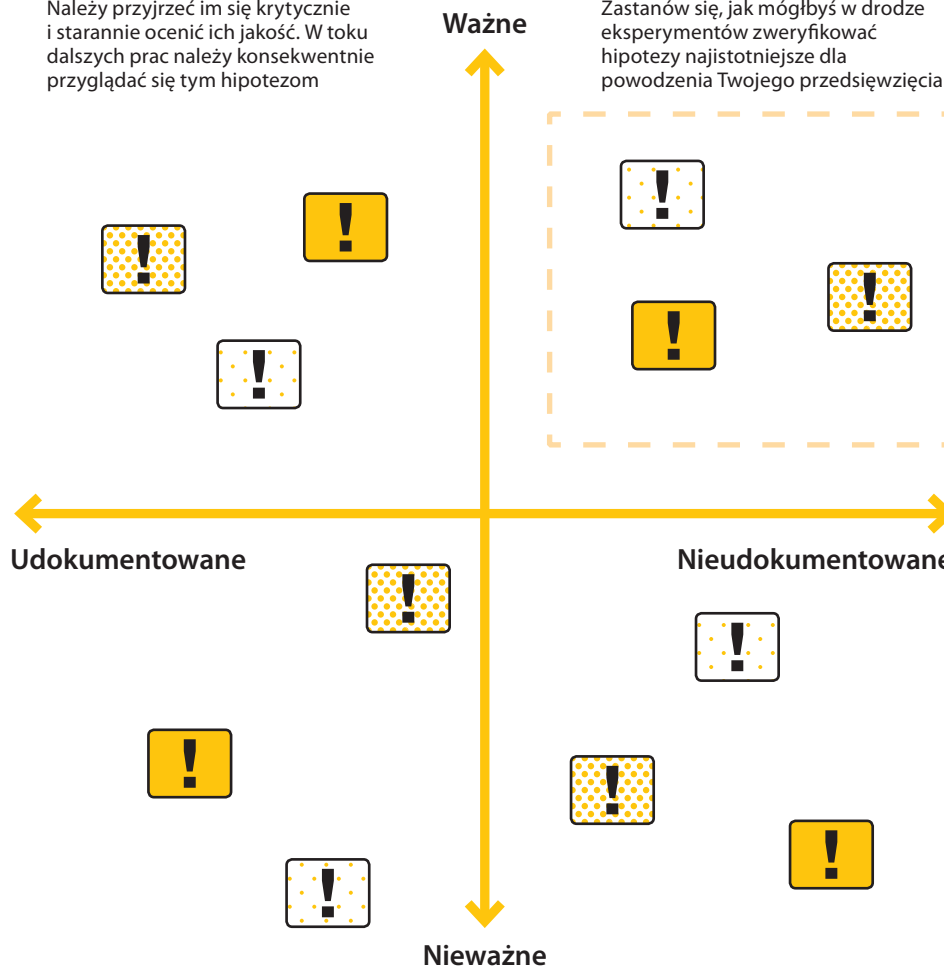 Należy przyjrzeć im się krytycznie
i starannie ocenić ich jakość. W toku
dalszych prac należy konsekwentnie
przyglądać się tym hipotezom
Ważne
Zastanów się, jak mógłbyś w drodze
eksperymentów zweryfikować
hipotezy najistotniejsze dla
powodzenia Twojego przedsięwzięcia
!
!
!
!
!
!
Udokumentowane
Nieudokumentowane
!
!
!
!
!
!
Nieważne